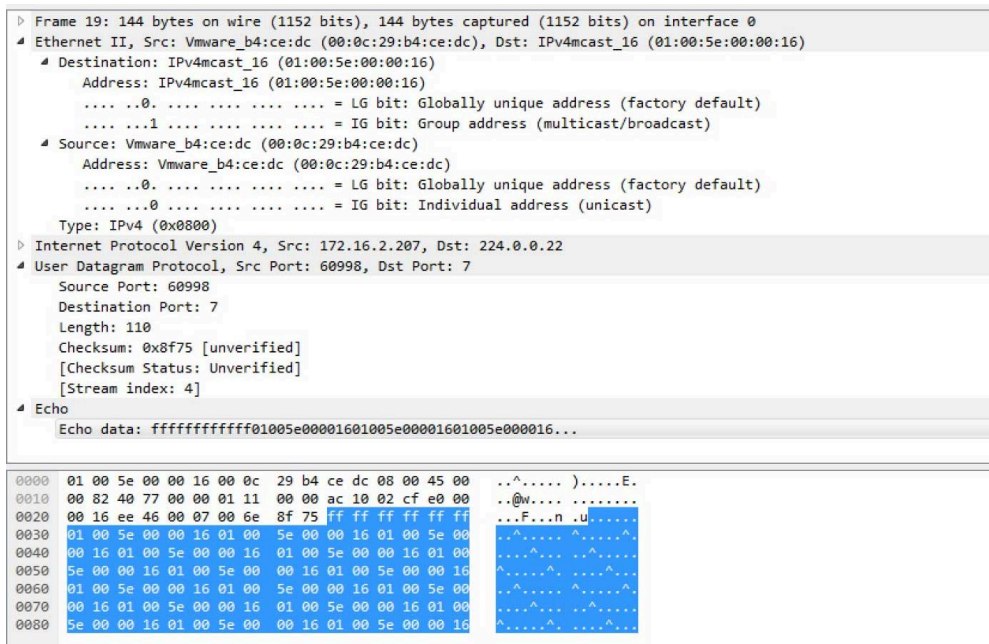 ▷ Frame 19: 144 bytes on wire (1152 bits), 144 bytes captured (1152 bits) on interface 0
◢ Ethernet II, Src: Vmware_b4:ce:dc (00:0c:29:b4:ce:dc), Dst: IPv4mcast_16 (01:00:5e:00:00:16)
◢ Destination: IPv4mcast_16 (01:00:5e:00:00:16)
Address: IPv4mcast_16 (01:00:5e:00:00:16)
.... ..0. .... .... .... .... = LG bit: Globally unique address (factory default)
.... ...1 .... .... .... .... = IG bit: Group address (multicast/broadcast)
◢ Source: Vmware_b4:ce:dc (00:0c:29:b4:ce:dc)
Address: Vmware_b4:ce:dc (00:0c:29:b4:ce:dc)
.... ..0. .... .... .... .... = LG bit: Globally unique address (factory default)
.... ...0 .... .... .... .... = IG bit: Individual address (unicast)
Type: IPv4 (0x0800)
▷ Internet Protocol Version 4, Src: 172.16.2.207, Dst: 224.0.0.22
◢ User Datagram Protocol, Src Port: 60998, Dst Port: 7
Source Port: 60998
Destination Port: 7
Length: 110
Checksum: 0x8f75 [unverified]
[Checksum Status: Unverified]
[Stream index: 4]
◢ Echo
Echo data: ffffffffffff01005e00001601005e00001601005e000016...
0000 01 00 5e 00 00 16 00 0c 29 b4 ce dc 08 00 45 00 ..^..... ).....E.
0010 00 82 40 77 00 00 01 11 00 00 ac 10 02 cf e0 00 ..@w.... ........
0020 00 16 ee 46 00 07 00 6e 8f 75 ff ff ff ff ff ff ...F...n .u......
0030 01 00 5e 00 00 16 01 00 5e 00 00 16 01 00 5e 00 ..^..... ^.....^.
0040 00 16 01 00 5e 00 00 16 01 00 5e 00 00 16 01 00 ....^... ..^.....
0050 5e 00 00 16 01 00 5e 00 00 16 01 00 5e 00 00 16 ^.....^. ....^...
0060 01 00 5e 00 00 16 01 00 5e 00 00 16 01 00 5e 00 ..^..... ^.....^.
0070 00 16 01 00 5e 00 00 16 01 00 5e 00 00 16 01 00 ....^... ..^.....
0080 5e 00 00 16 01 00 5e 00 00 16 01 00 5e 00 00 16 ^.....^. ....^...